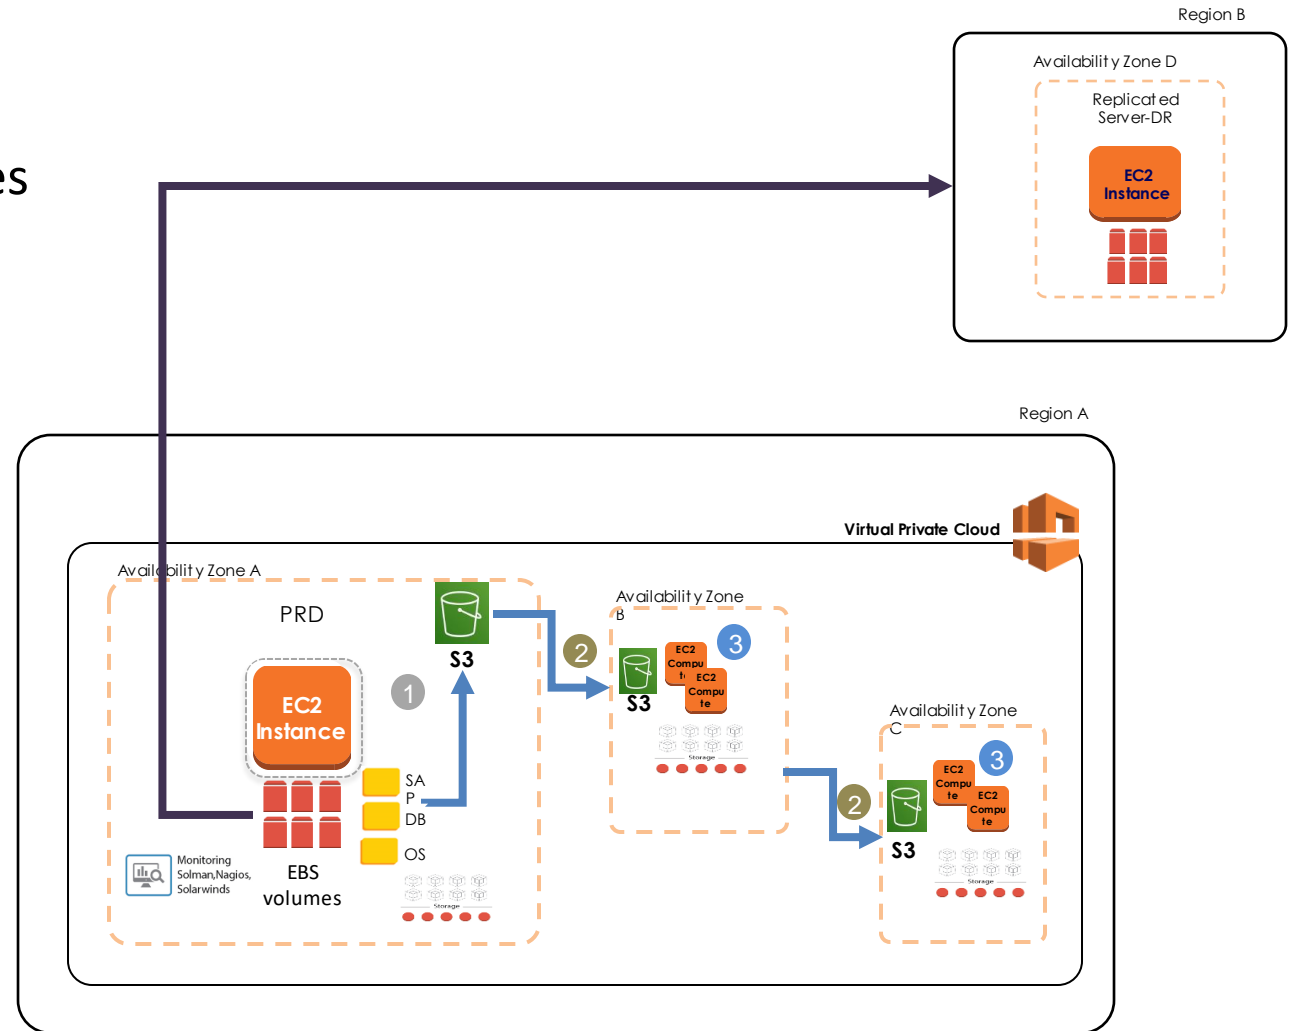 Region B
Availability Zone D
Replicated
Server-DR
EC2
Instance
es
Region A
Virtual Private Cloud
Availability Zone A
PRD
S3
EC2
Instance
1
SA
P
DB
OS
EBS
volumes
Monitoring
Solman,Nagios,
Solarwinds
Storage
2
Availability Zone
B
S3
EC2
Compu
te
EC2
Compu
te
3
Storage
2
Availability Zone
C
S3
EC2
Compu
te
EC2
Compu
te
3
Storage